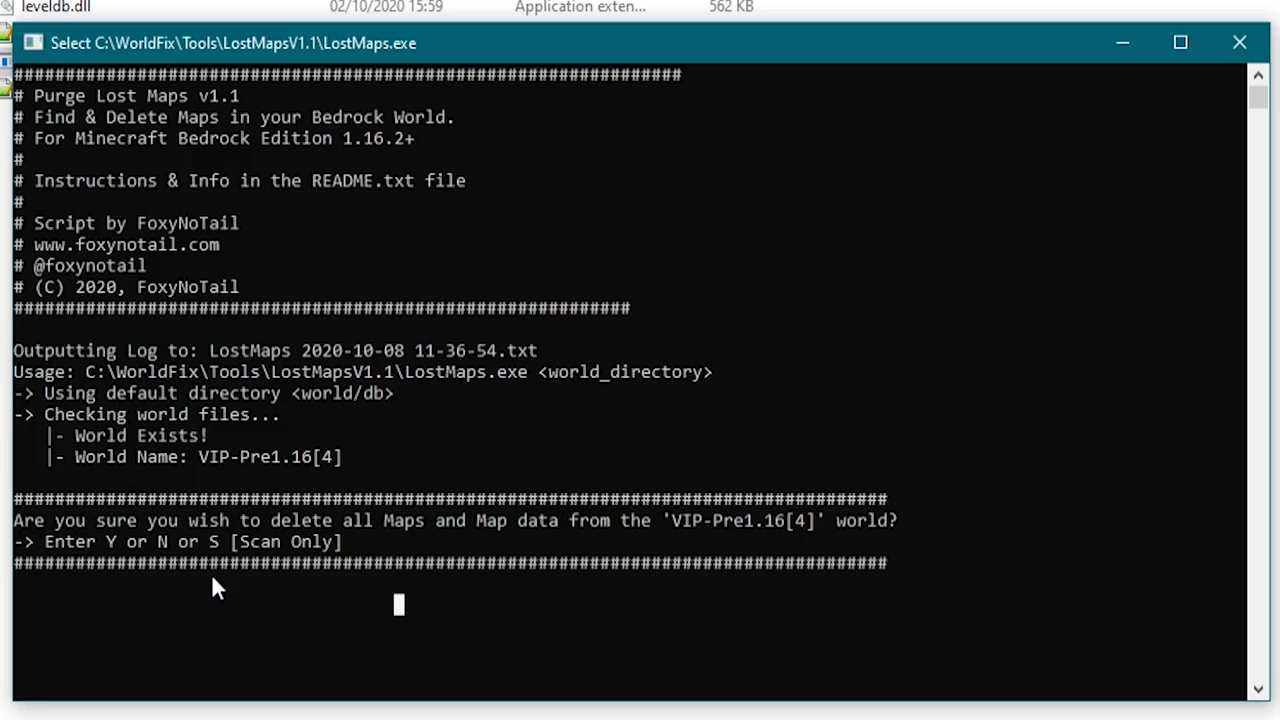 leveldb.dll 02/10/2020 15:59 Application exten... 562 KB
Select C:\WorldFix\Tools\LostMapsV1.1\LostMaps.exe
#################################################################
# Purge Lost Maps v1.1
# Find & Delete Maps in your Bedrock World.
# For Minecraft Bedrock Edition 1.16.2+
#
# Instructions & Info in the README.txt file
#
# Script by FoxyNoTail
# www.foxynotail.com
# @foxynotail
# (C) 2020, FoxyNoTail
############################################################
Outputting Log to: LostMaps 2020-10-08 11-36-54.txt
Usage: C:\WorldFix\Tools\LostMapsV1.1\LostMaps.exe <world_directory>
-> Using default directory <world/db>
-> Checking world files...
|- World Exists!
|- World Name: VIP-Pre1.16[4]
#####################################################################################
Are you sure you wish to delete all Maps and Map data from the 'VIP-Pre1.16[4]' world?
-> Enter Y or N or S [Scan Only]
#####################################################################################